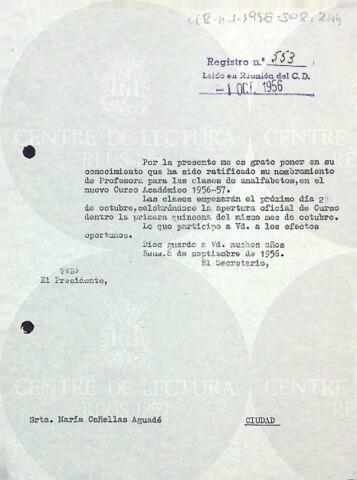 CLR-4.1-1956-508,244
Registro n.º 553
Leído en Reunión del C. D.
- 1 OCT. 1956
CENTRE DE LECTURA
Por la presente me es grato poner en su
conocimiento que ha sido ratificado su nombramiento
de Profesora para las clases de analfabetos,en el
nuevo Curso Académico 1956-57.
Las clases empezarán el próximo día 2
de octubre,celebrándose la apertura oficial de Curso
dentro la primera quincena del mismo mes de octubre.
Lo que participo a Vd. a los efectos
oportunos.
Dios guarde a Vd. muchos años
Reus.8 de septiembre de 1956.
El Secretario,
VºBº
El Presidente,
CENTRE DE LECTURA
Srta. María Cañellas Aguadé CIUDAD